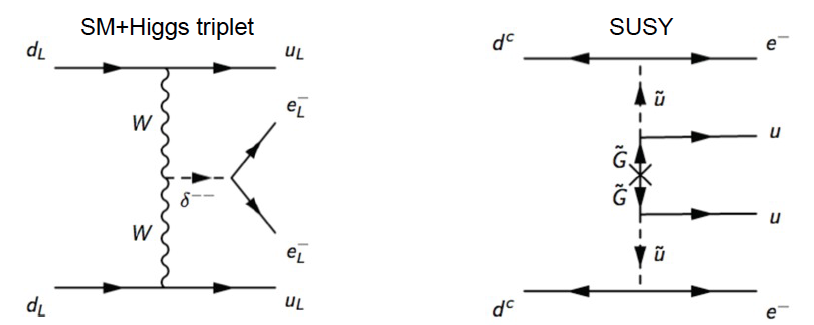 SM+Higgs triplet
d_L
u_L
W
e_L^-
δ^{--}
W
e_L^-
d_L
u_L
SUSY
d^c
e^-
ũ
u
G̃
G̃
u
ũ
d^c
e^-